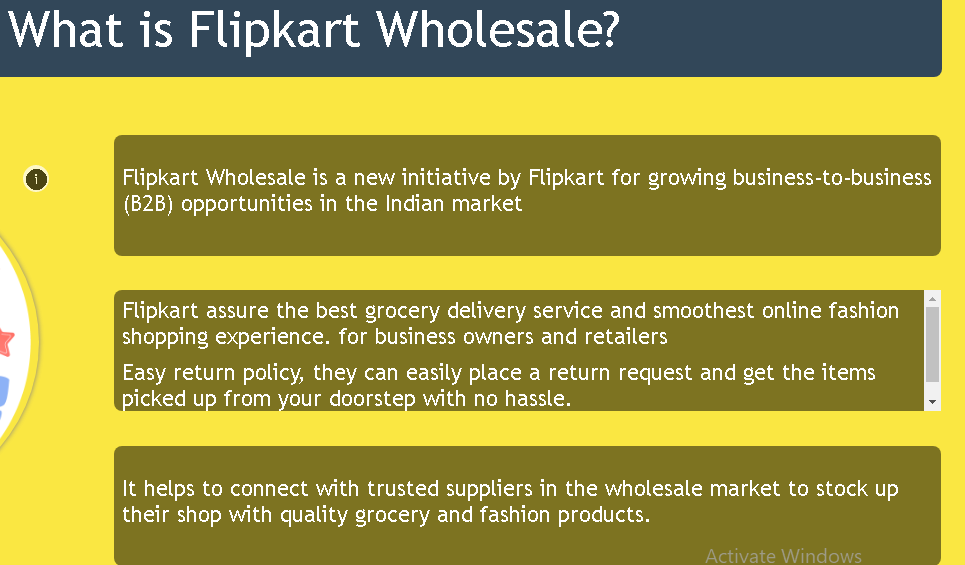 What is Flipkart Wholesale?
i
Flipkart Wholesale is a new initiative by Flipkart for growing business-to-business
(B2B) opportunities in the Indian market
Flipkart assure the best grocery delivery service and smoothest online fashion
shopping experience. for business owners and retailers
Easy return policy, they can easily place a return request and get the items
picked up from your doorstep with no hassle.
It helps to connect with trusted suppliers in the wholesale market to stock up
their shop with quality grocery and fashion products.
Activate Windows